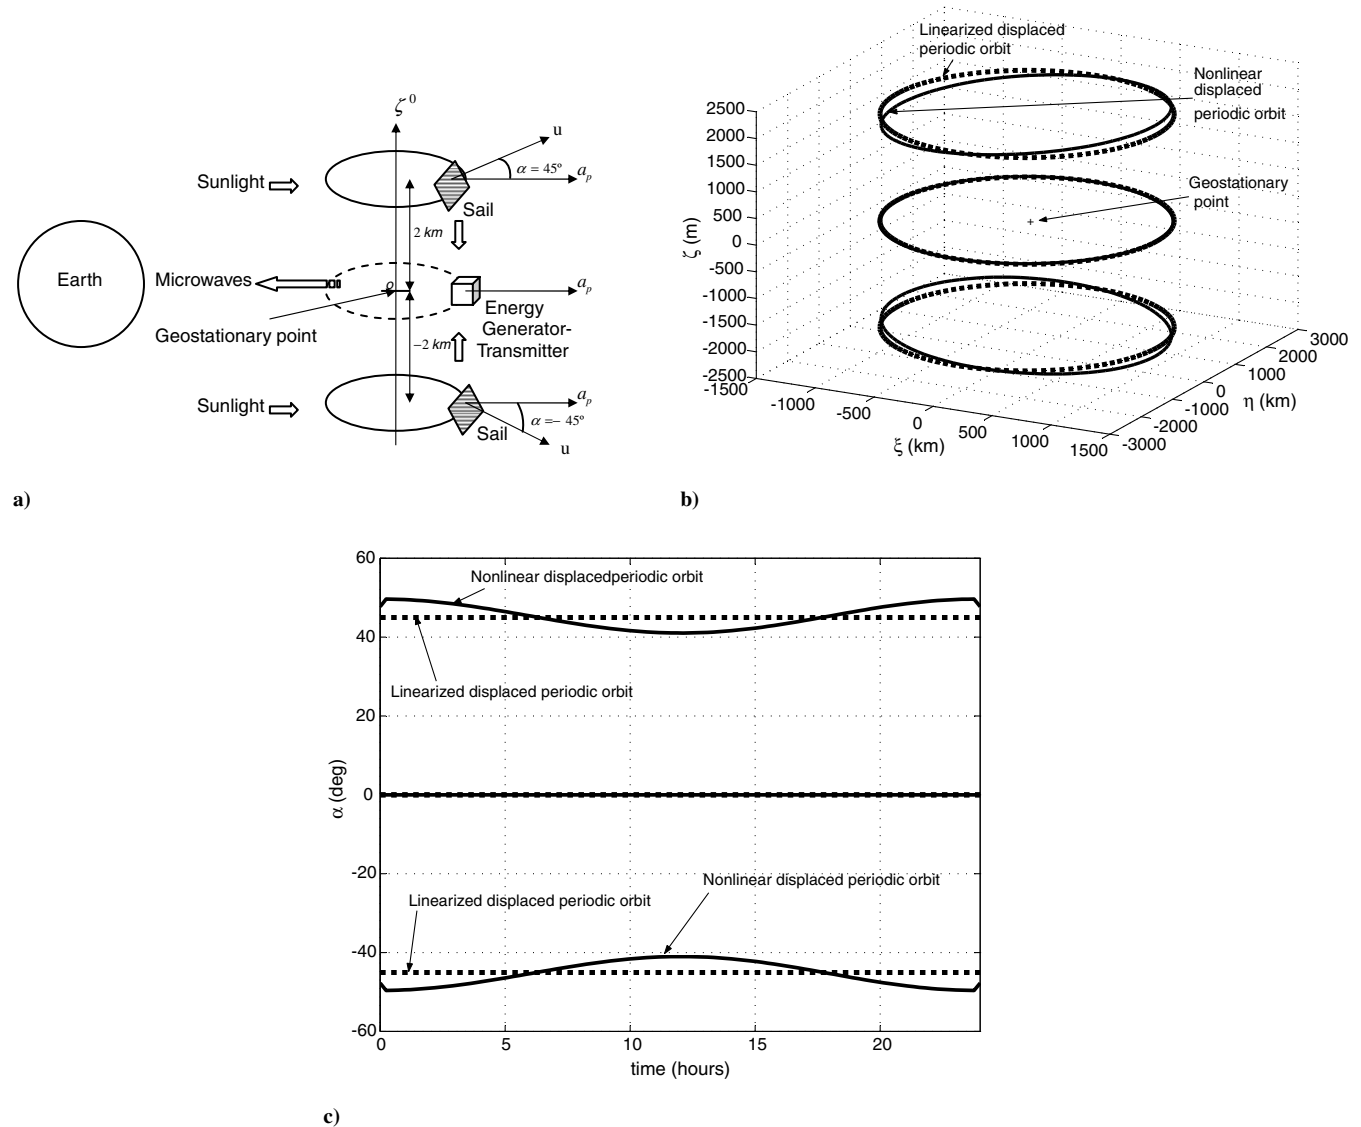 a)
ζ⁰
u
α = 45°
a_p
Sunlight
Sail
2 km
Earth
Microwaves
o
a_p
Energy
Generator-
Transmitter
Geostationary point
−2 km
a_p
Sunlight
α =− 45°
Sail
u
b)
Linearized displaced
periodic orbit
Nonlinear
displaced
periodic orbit
Geostationary
point
2500
2000
1500
1000
500
0
-500
-1000
-1500
-2000
-2500
ζ (m)
-1500
-1000
-500
0
500
1000
1500
ξ (km)
-3000
-2000
-1000
0
1000
2000
3000
η (km)
c)
60
40
20
0
-20
-40
-60
α (deg)
Nonlinear displacedperiodic orbit
Linearized displaced periodic orbit
Nonlinear displaced periodic orbit
Linearized displaced periodic orbit
0
5
10
15
20
time (hours)